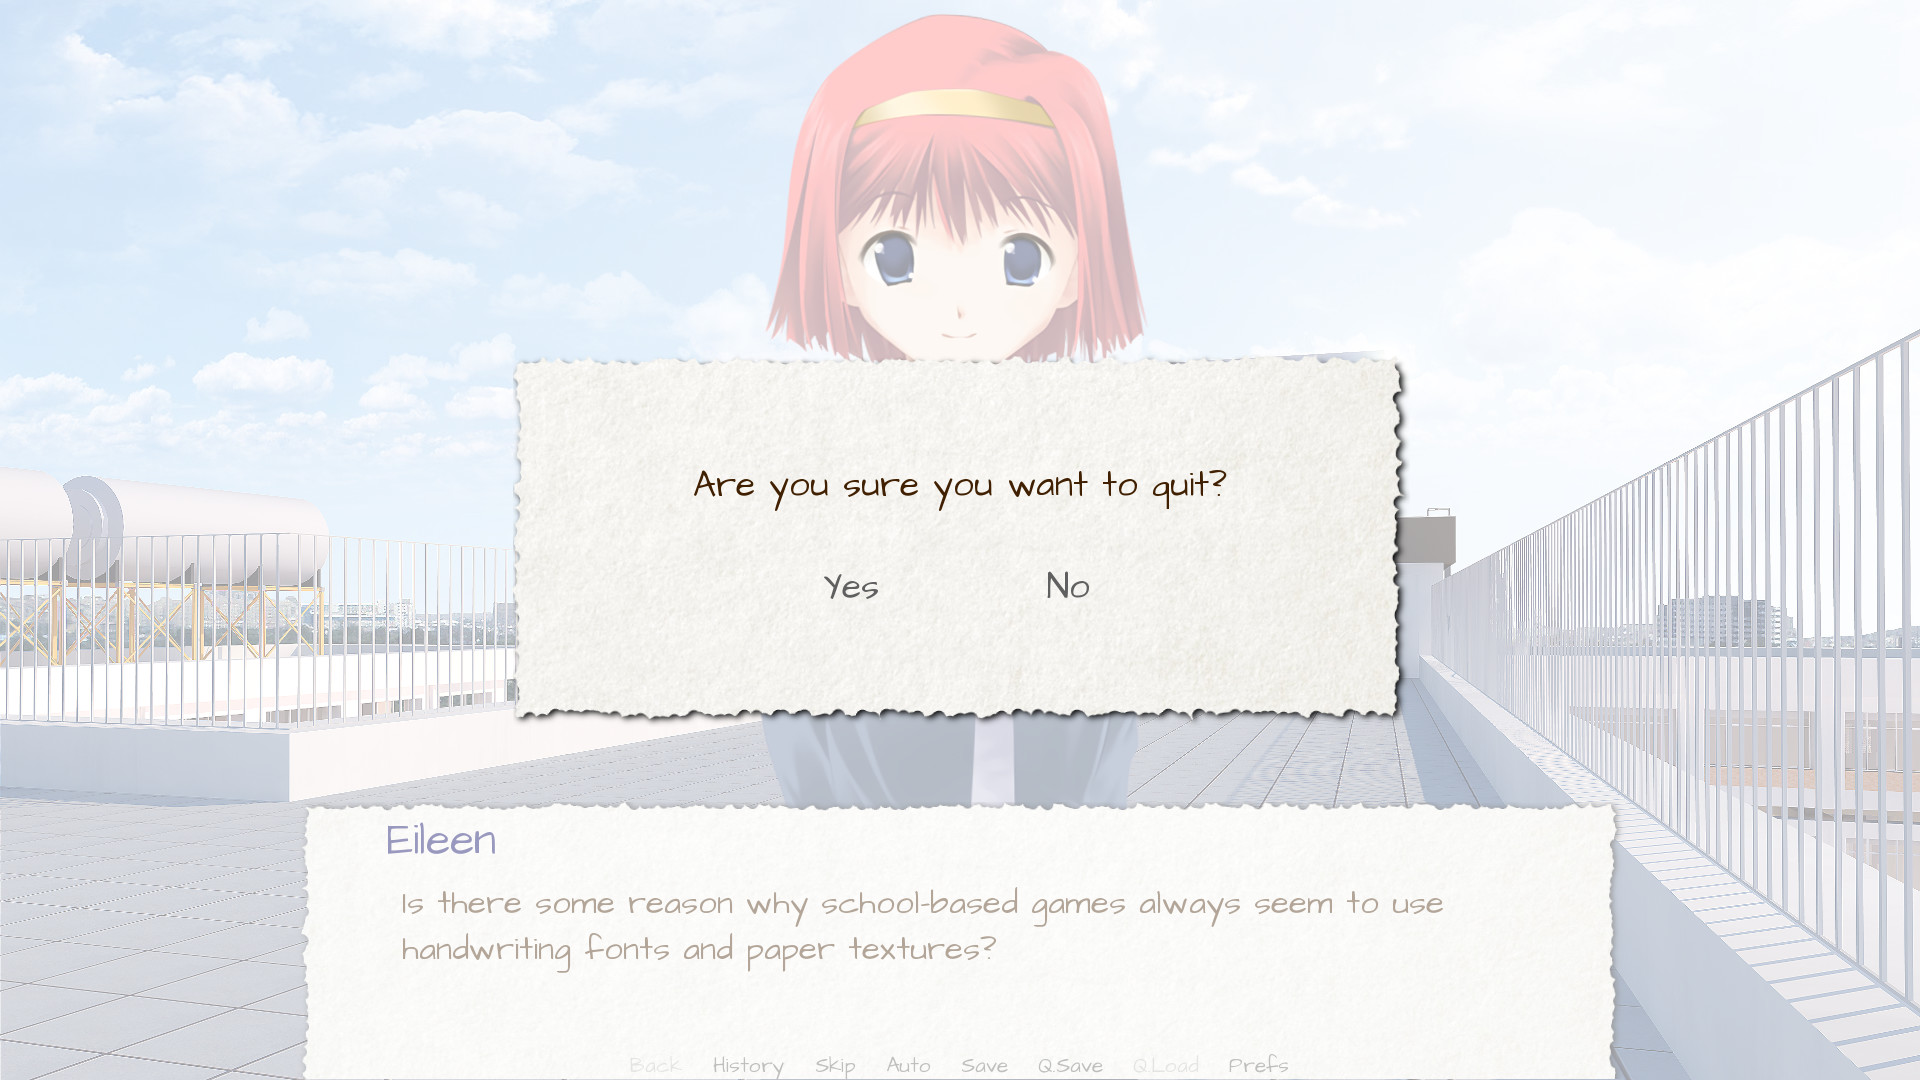 Are you sure you want to quit?
Yes No
Eileen
Is there some reason why school-based games always seem to use
handwriting fonts and paper textures?
Back History Skip Auto Save Q.Save Q.Load Prefs